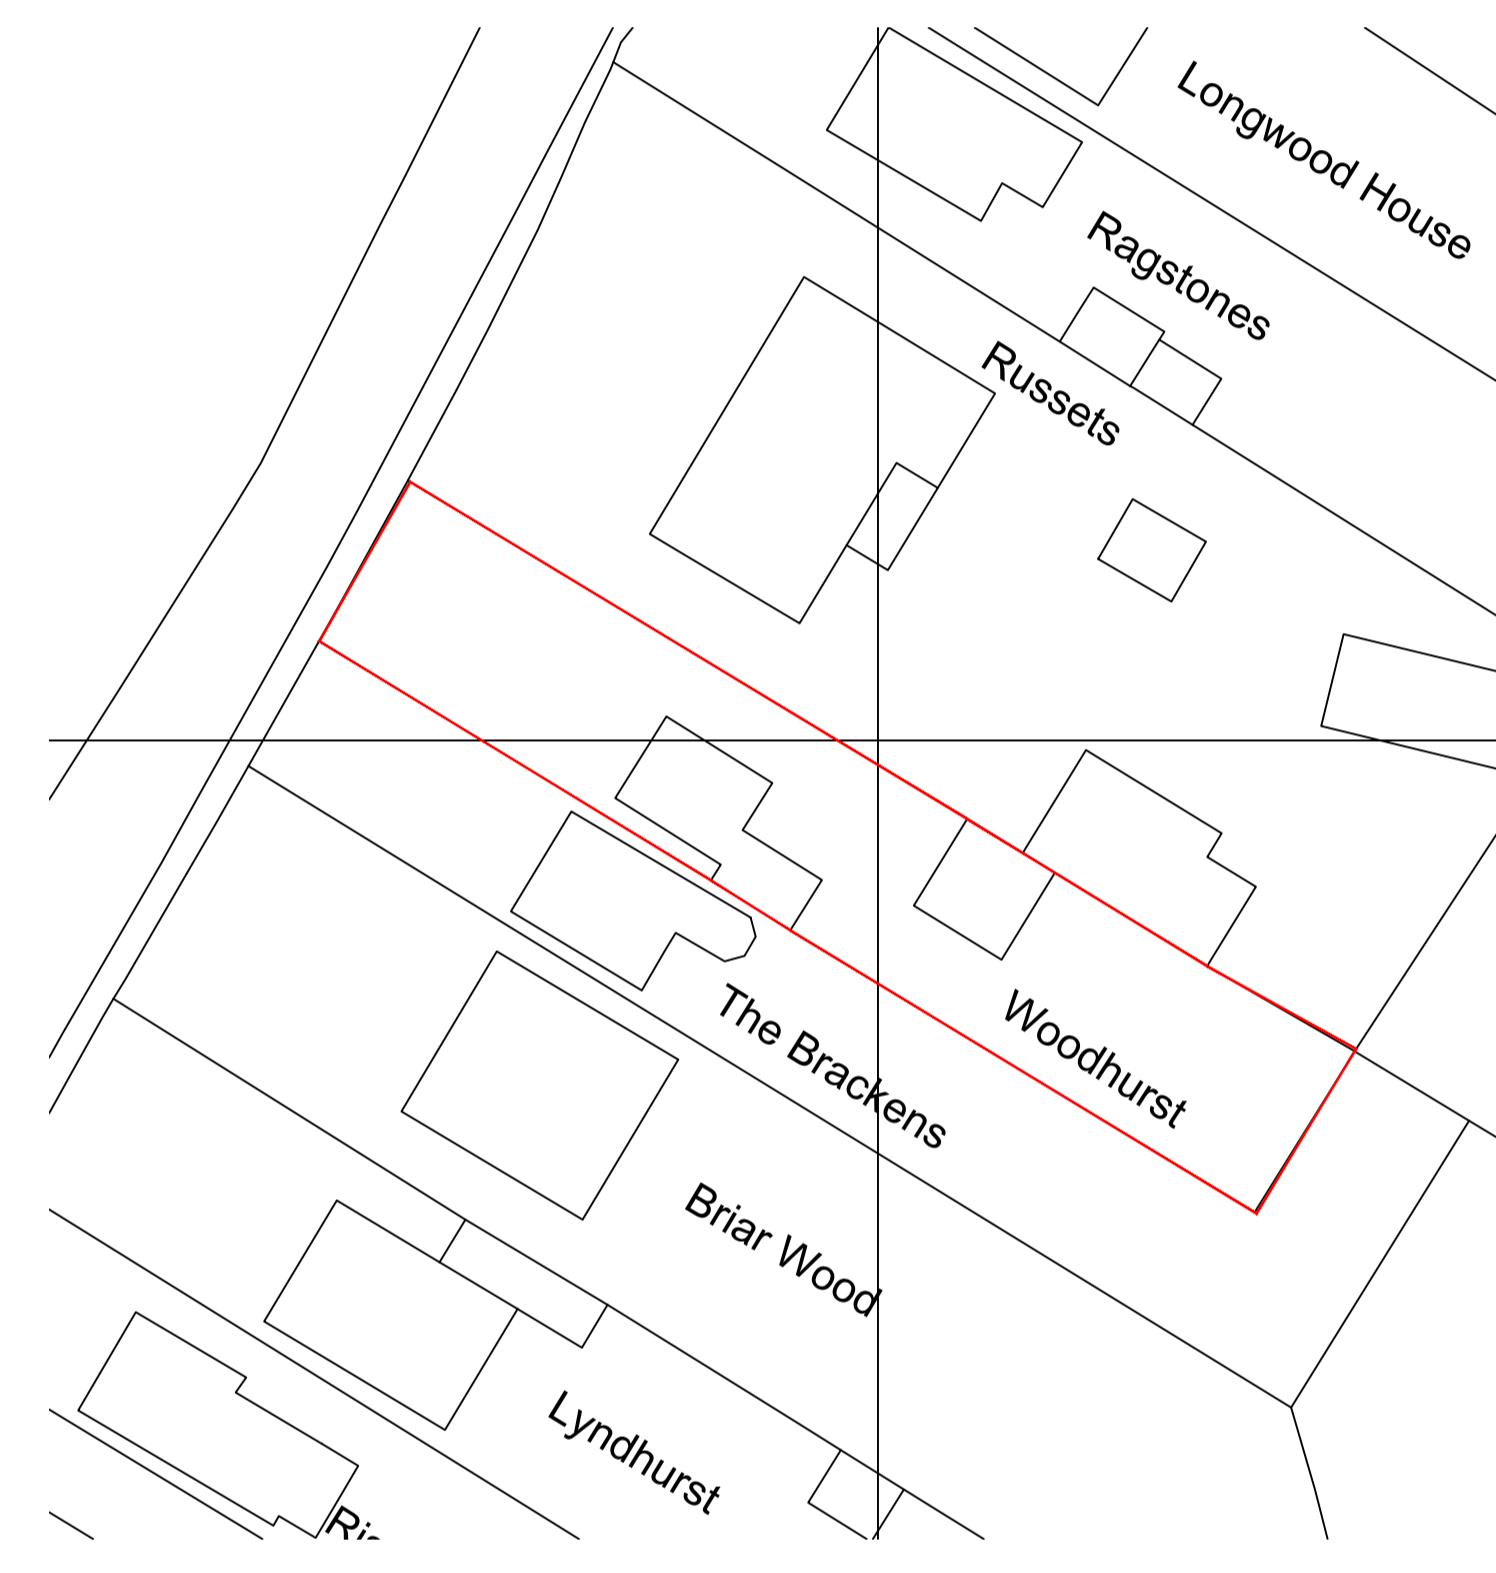 Longwood House
Ragstones
Russets
Woodhurst
The Brackens
Briar Wood
Lyndhurst